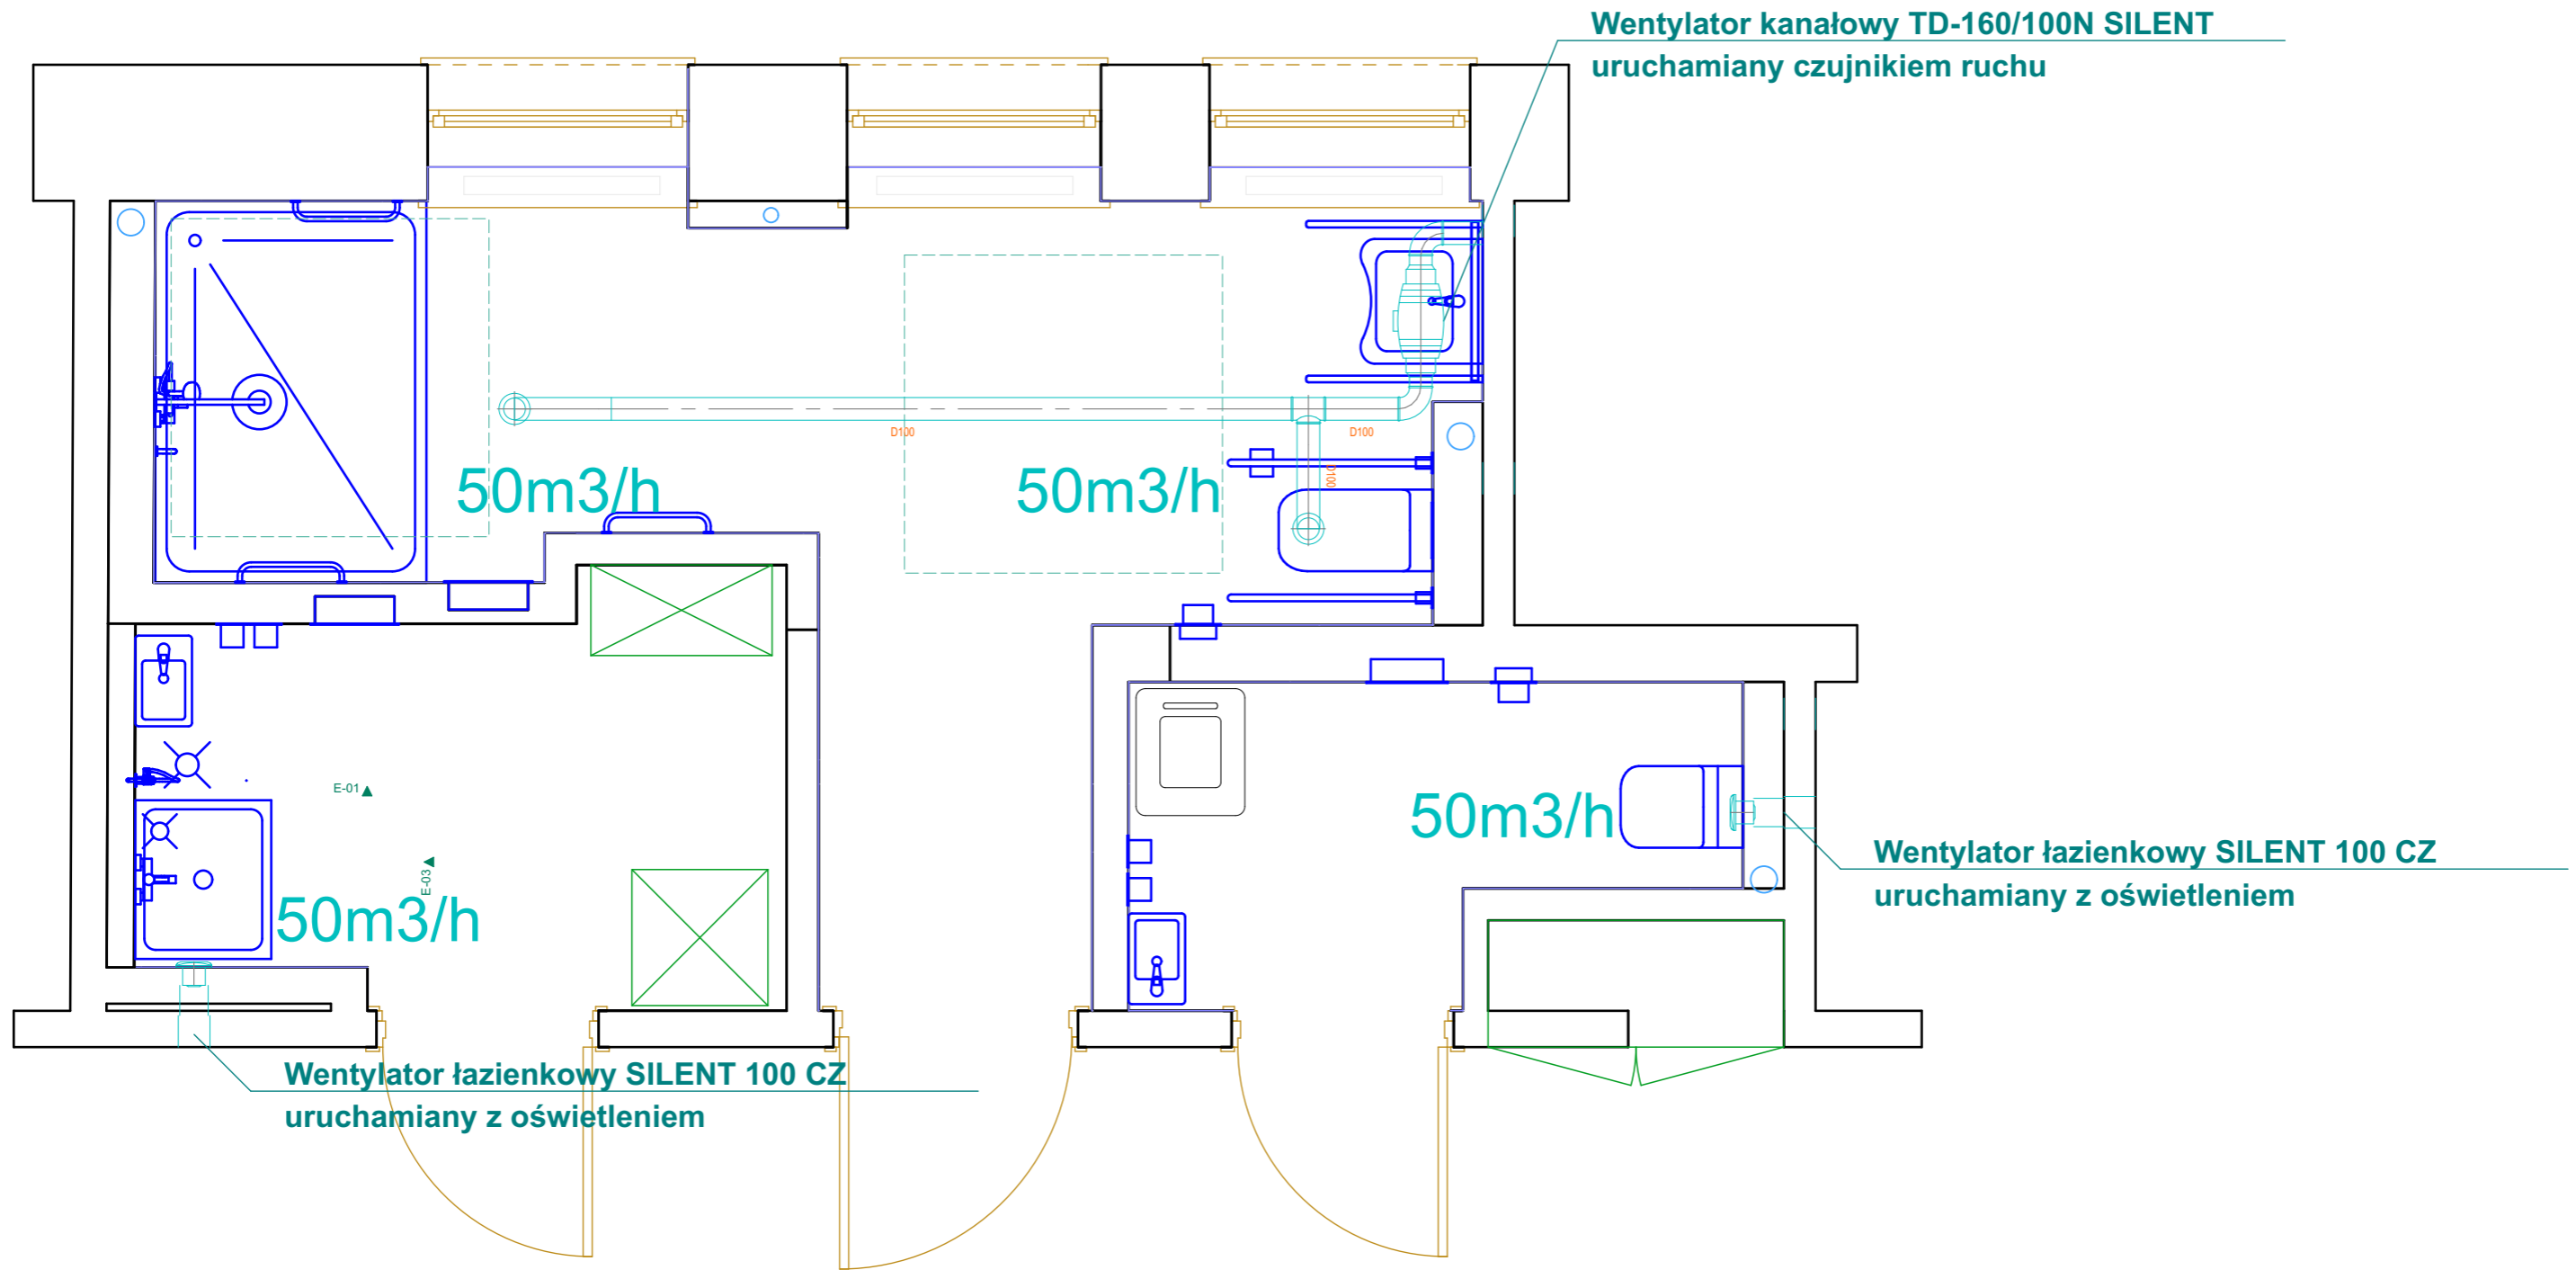 Wentylator kanałowy TD-160/100N SILENT
uruchamiany czujnikiem ruchu
D100
D100
D100
50m3/h
50m3/h
E-01
E-03
50m3/h
50m3/h
Wentylator łazienkowy SILENT 100 CZ
uruchamiany z oświetleniem
Wentylator łazienkowy SILENT 100 CZ
uruchamiany z oświetleniem